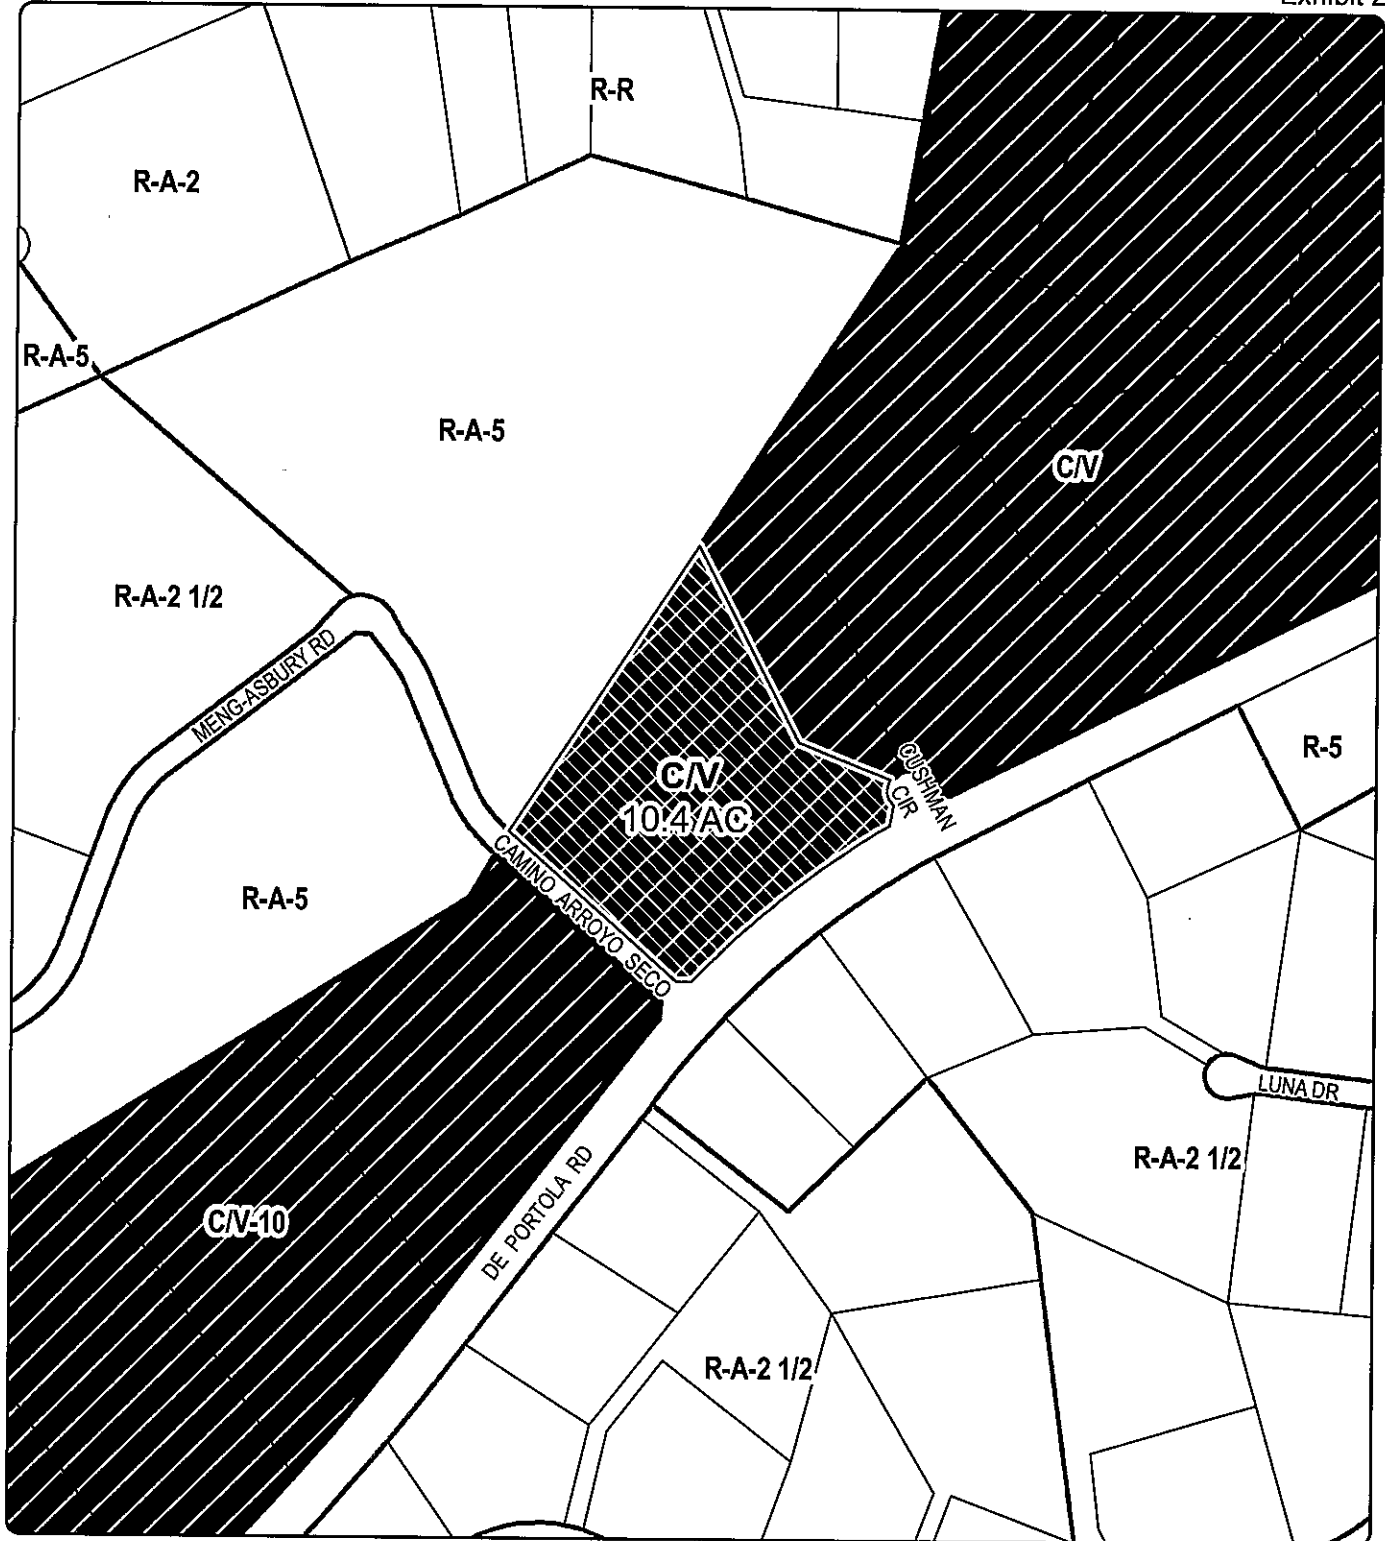 Exhibit 2
R-R
R-A-2
R-A-5
R-A-5
C/V
R-A-2 1/2
MENG-ASBURY RD
R-5
CUSHMAN
CIR
C/V
10.4 AC
CAMINO ARROYO SECO
R-A-5
LUNA DR
R-A-2 1/2
C/V-10
DE PORTOLA RD
R-A-2 1/2